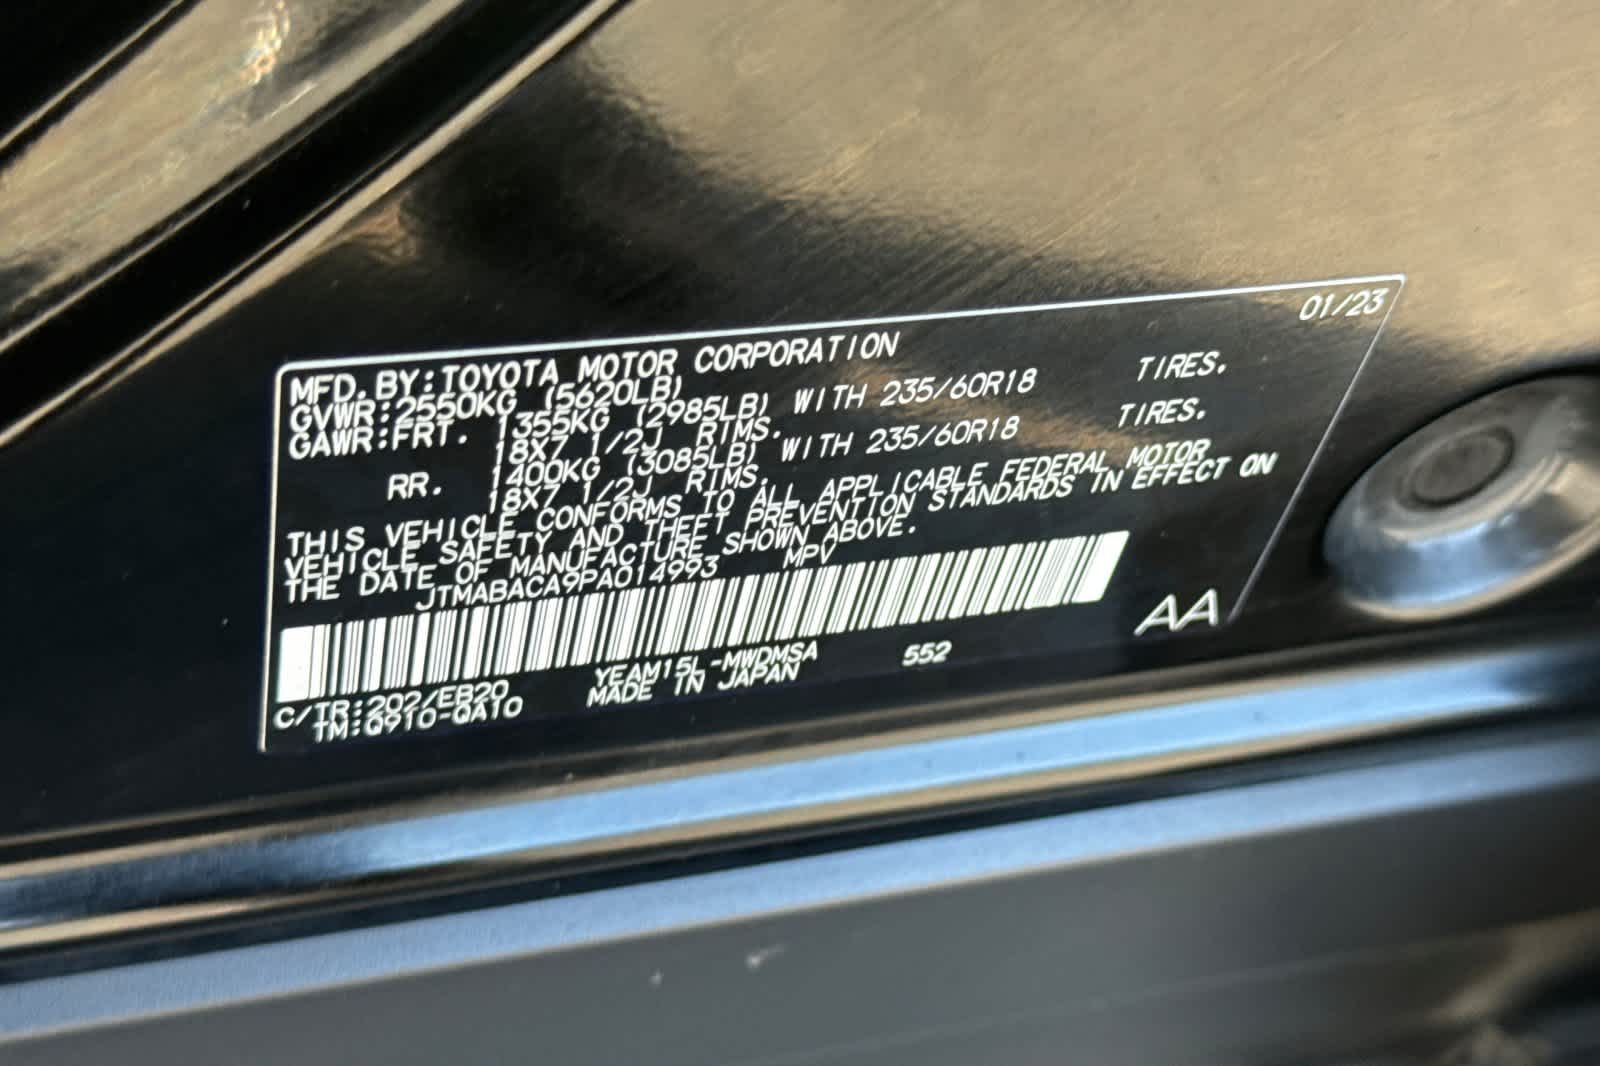 01/23
MFD. BY: TOYOTA MOTOR CORPORATION
GVWR: 2550KG (5620LB)
GAWR: FRT. 1355KG (2985LB) WITH 235/60R18 TIRES.
18X7 1/2J RIMS.
RR. 1400KG (3085LB) WITH 235/60R18 TIRES.
18X7 1/2J RIMS.
THIS VEHICLE CONFORMS TO ALL APPLICABLE FEDERAL MOTOR
VEHICLE SAFETY AND THEFT PREVENTION STANDARDS IN EFFECT ON
THE DATE OF MANUFACTURE SHOWN ABOVE.
JTMABACA9PA014993 MPV
C/TR: 202/EB20 YEAM15L-MWDMSA 552 AA
TM: Q910-QA10 MADE IN JAPAN